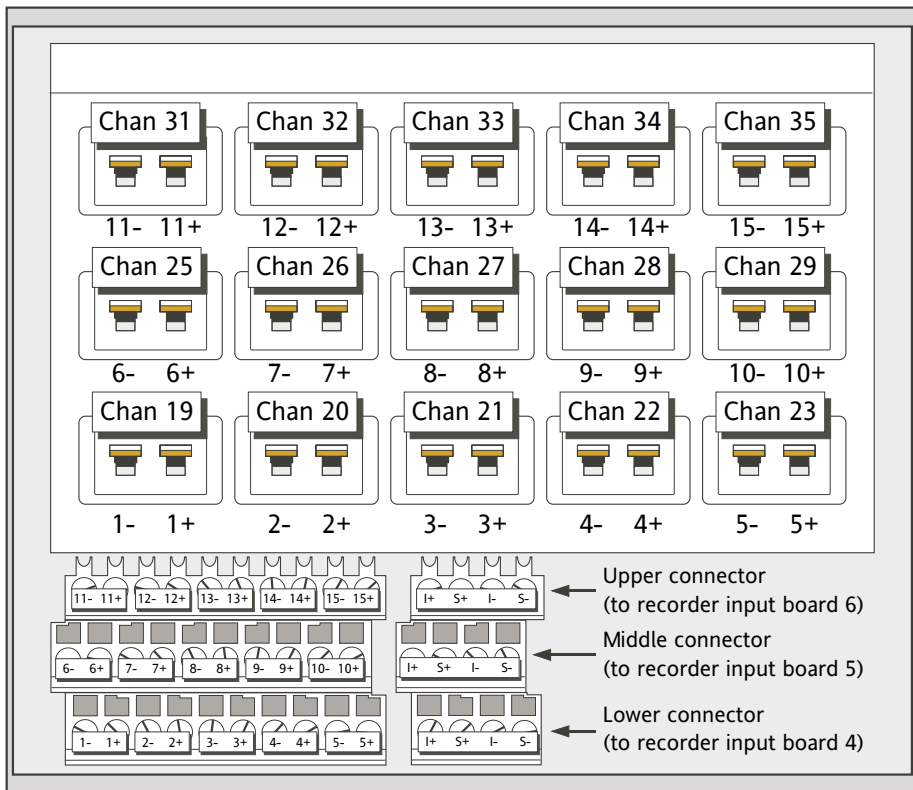 Chan 31 Chan 32 Chan 33 Chan 34 Chan 35
11- 11+ 12- 12+ 13- 13+ 14- 14+ 15- 15+
Chan 25 Chan 26 Chan 27 Chan 28 Chan 29
6- 6+ 7- 7+ 8- 8+ 9- 9+ 10- 10+
Chan 19 Chan 20 Chan 21 Chan 22 Chan 23
1- 1+ 2- 2+ 3- 3+ 4- 4+ 5- 5+
11- 11+ 12- 12+ 13- 13+ 14- 14+ 15- 15+ I+ S+ I- S-
Upper connector
(to recorder input board 6)
6- 6+ 7- 7+ 8- 8+ 9- 9+ 10- 10+ I+ S+ I- S-
Middle connector
(to recorder input board 5)
1- 1+ 2- 2+ 3- 3+ 4- 4+ 5- 5+ I+ S+ I- S-
Lower connector
(to recorder input board 4)